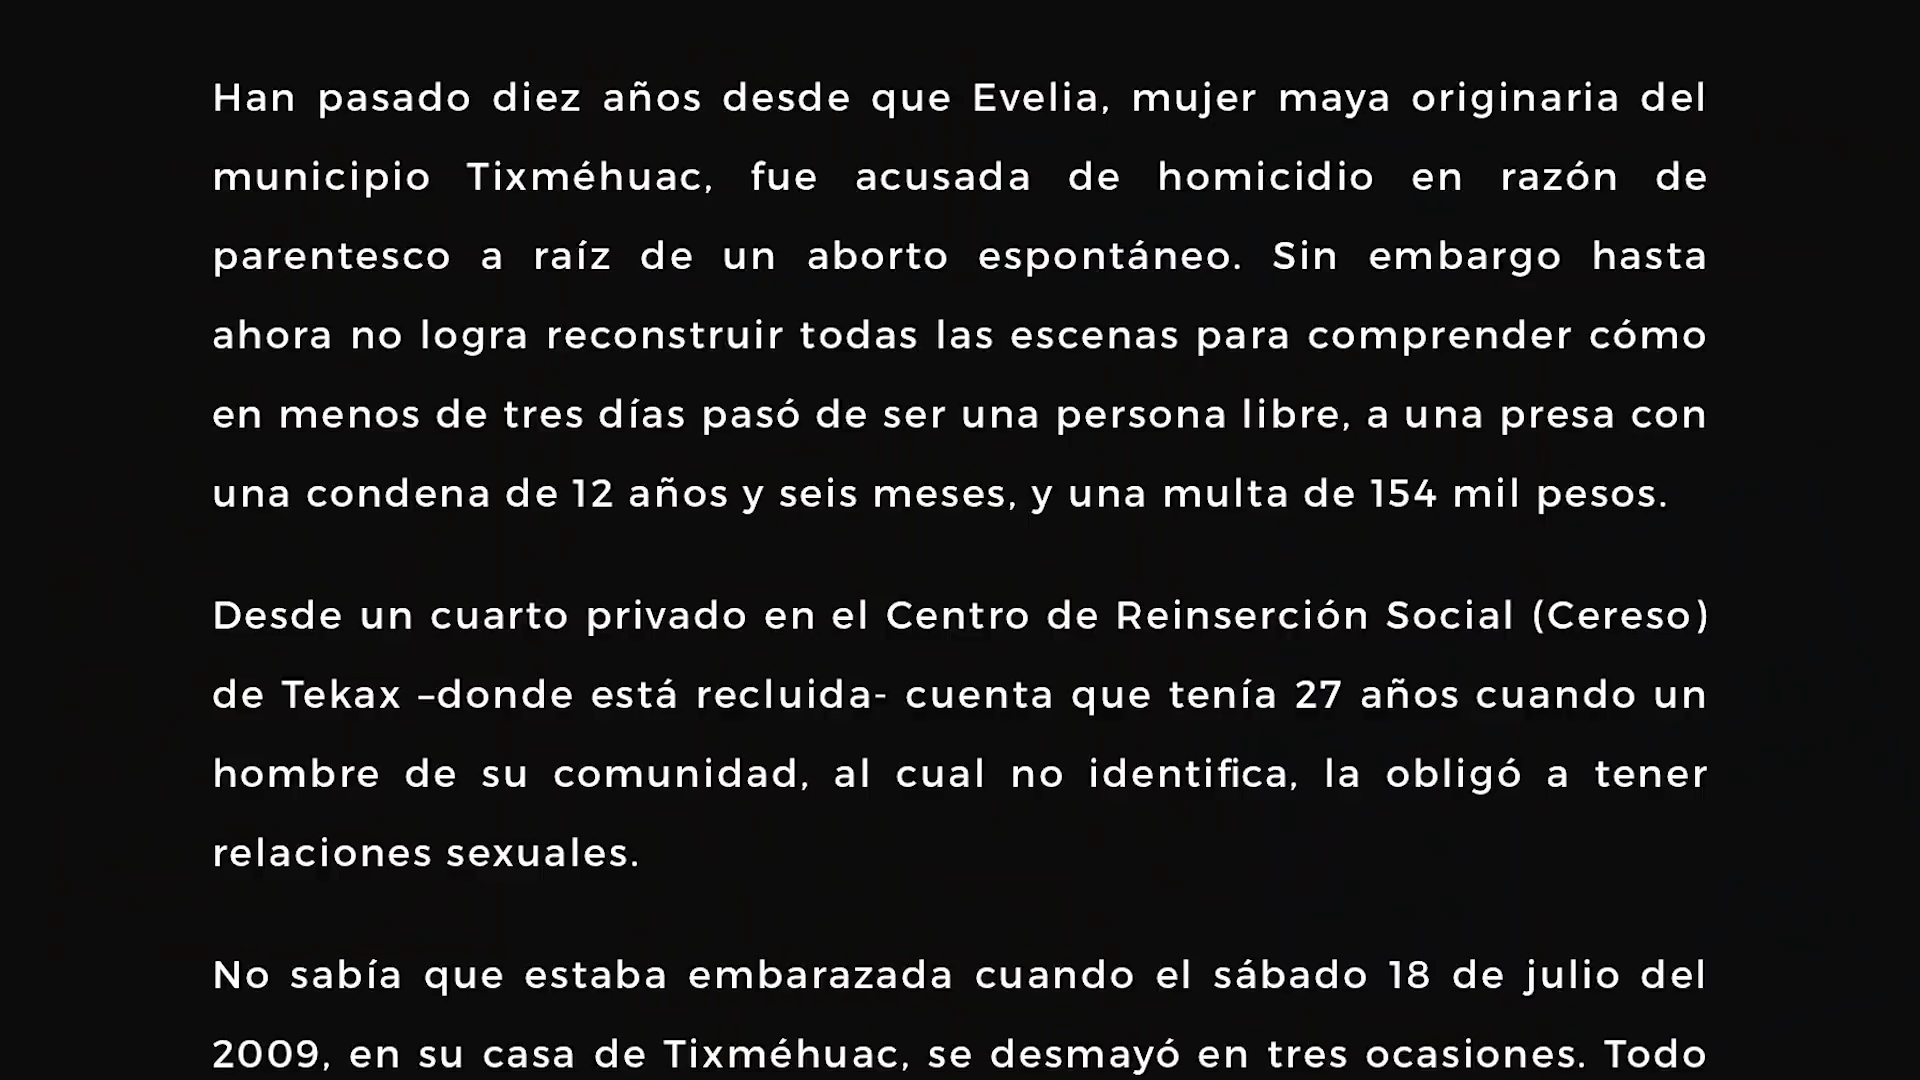 Han pasado diez años desde que Evelia, mujer maya originaria del
municipio Tixméhuac, fue acusada de homicidio en razón de
parentesco a raíz de un aborto espontáneo. Sin embargo hasta
ahora no logra reconstruir todas las escenas para comprender cómo
en menos de tres días pasó de ser una persona libre, a una presa con
una condena de 12 años y seis meses, y una multa de 154 mil pesos.
Desde un cuarto privado en el Centro de Reinserción Social (Cereso)
de Tekax –donde está recluida- cuenta que tenía 27 años cuando un
hombre de su comunidad, al cual no identifica, la obligó a tener
relaciones sexuales.
No sabía que estaba embarazada cuando el sábado 18 de julio del
2009, en su casa de Tixméhuac, se desmayó en tres ocasiones. Todo